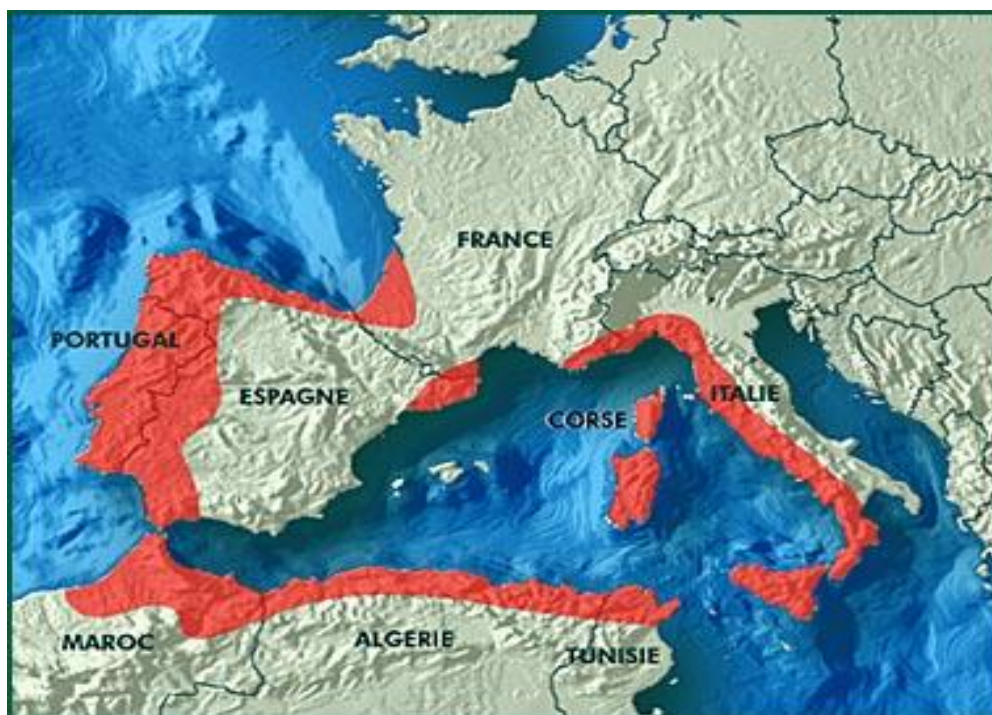 FRANCE
PORTUGAL
ESPAGNE
ITALIE
CORSE
MAROC
ALGERIE
TUNISIE